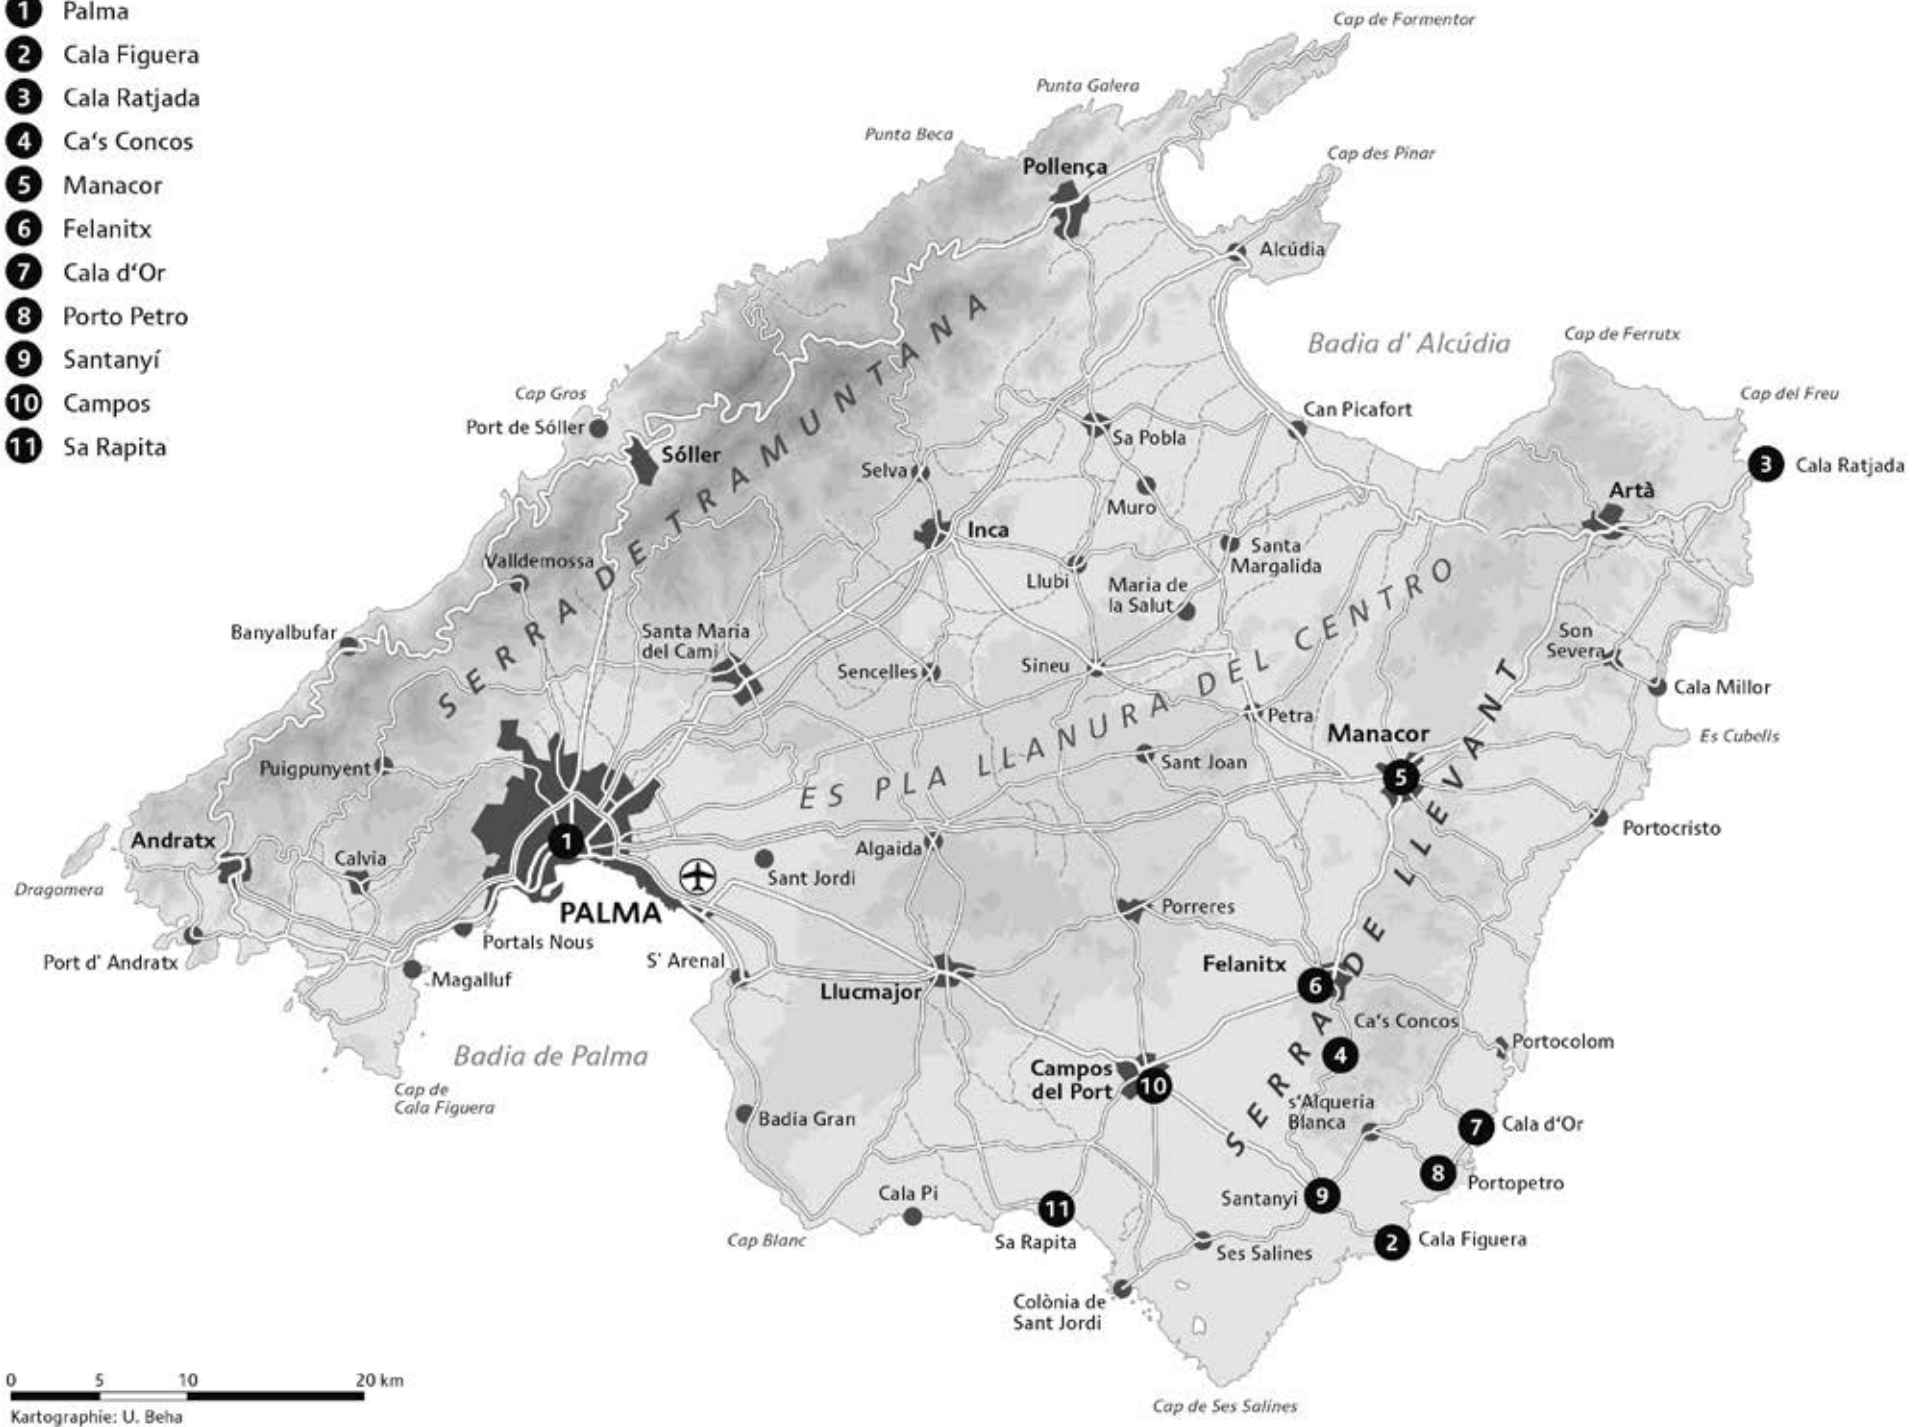 1 Palma
2 Cala Figuera
3 Cala Ratjada
4 Ca‘s Concos
5 Manacor
6 Felanitx
7 Cala d‘Or
8 Porto Petro
9 Santanyí
10 Campos
11 Sa Rapita
Cap de Formentor
Punta Galera
Punta Beca
Cap des Pinar
Pollença
Alcúdia
Badia d' Alcúdia
Cap de Ferrutx
Cap del Freu
Cap Gros
Port de Sóller
Sóller
SERRA DE TRAMUNTANA
Can Picafort
Sa Pobla
Selva
Muro
3 Cala Ratjada
Artà
Inca
Valldemossa
Santa
Margalida
Llubi
Maria de
la Salut
Banyalbufar
Santa Maria
del Cami
Sencelles
Sineu
ES PLA LLANURA DEL CENTRO
Son
Severa
Cala Millor
Petra
Manacor
5
Es Cubells
Puigpunyent
Sant Joan
SERRA DE LLEVANT
Portocristo
Andratx
Calvia
1
PALMA
Sant Jordi
Algaida
Dragomera
Porreres
Portals Nous
Port d' Andratx
S' Arenal
Magalluf
Llucmajor
Felanitx
6
Ca‘s Concos
4
Portocolom
Badia de Palma
Cap de
Cala Figuera
Campos
del Port
10
Badia Gran
s‘Alqueria
Blanca
7 Cala d‘Or
8 Portopetro
Cala Pi
Santanyi 9
11
Sa Rapita
Cap Blanc
2 Cala Figuera
Ses Salines
Colònia de
Sant Jordi
Cap de Ses Salines
0 5 10 20 km
Kartographie: U. Beha